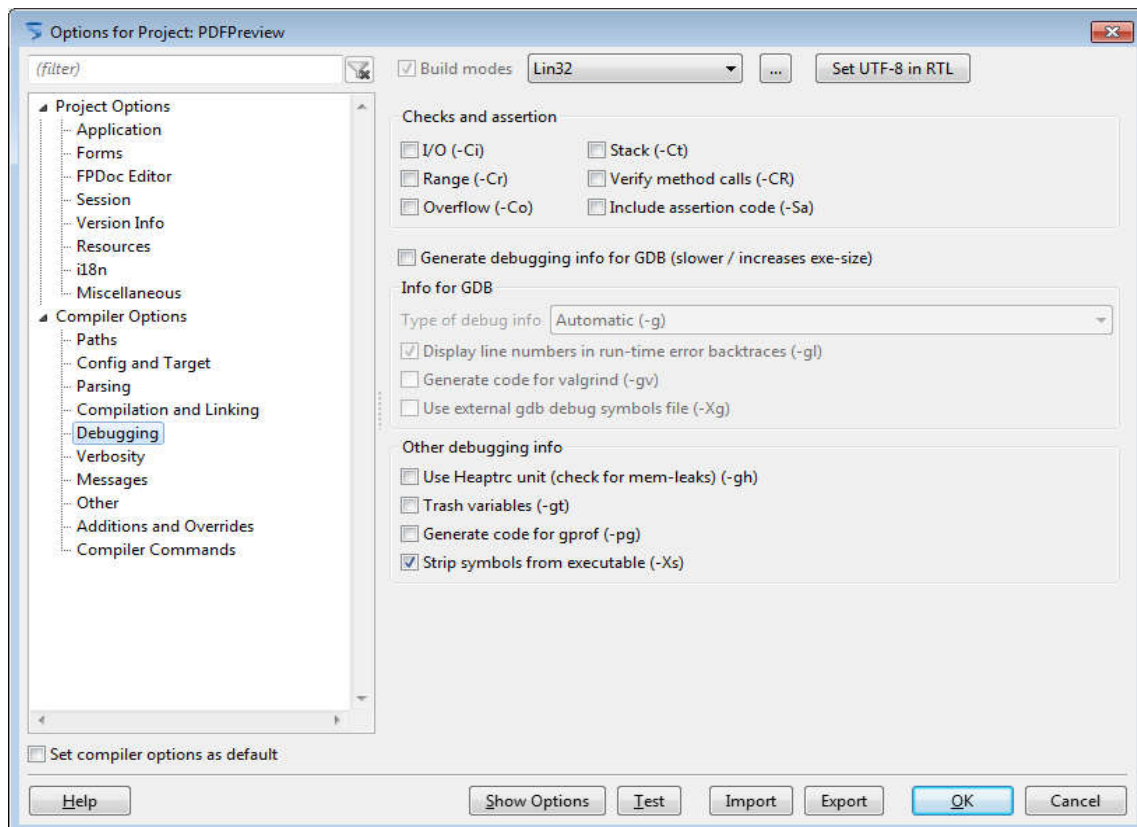 Options for Project: PDFPreview
(filter)
Build modes Lin32 ... Set UTF-8 in RTL
Project Options
Application
Forms
FPDoc Editor
Session
Version Info
Resources
i18n
Miscellaneous
Compiler Options
Paths
Config and Target
Parsing
Compilation and Linking
Debugging
Verbosity
Messages
Other
Additions and Overrides
Compiler Commands
Checks and assertion
I/O (-Ci) Stack (-Ct)
Range (-Cr) Verify method calls (-CR)
Overflow (-Co) Include assertion code (-Sa)
Generate debugging info for GDB (slower / increases exe-size)
Info for GDB
Type of debug info Automatic (-g)
Display line numbers in run-time error backtraces (-gl)
Generate code for valgrind (-gv)
Use external gdb debug symbols file (-Xg)
Other debugging info
Use Heaptrc unit (check for mem-leaks) (-gh)
Trash variables (-gt)
Generate code for gprof (-pg)
Strip symbols from executable (-Xs)
Set compiler options as default
Help Show Options Test Import Export OK Cancel